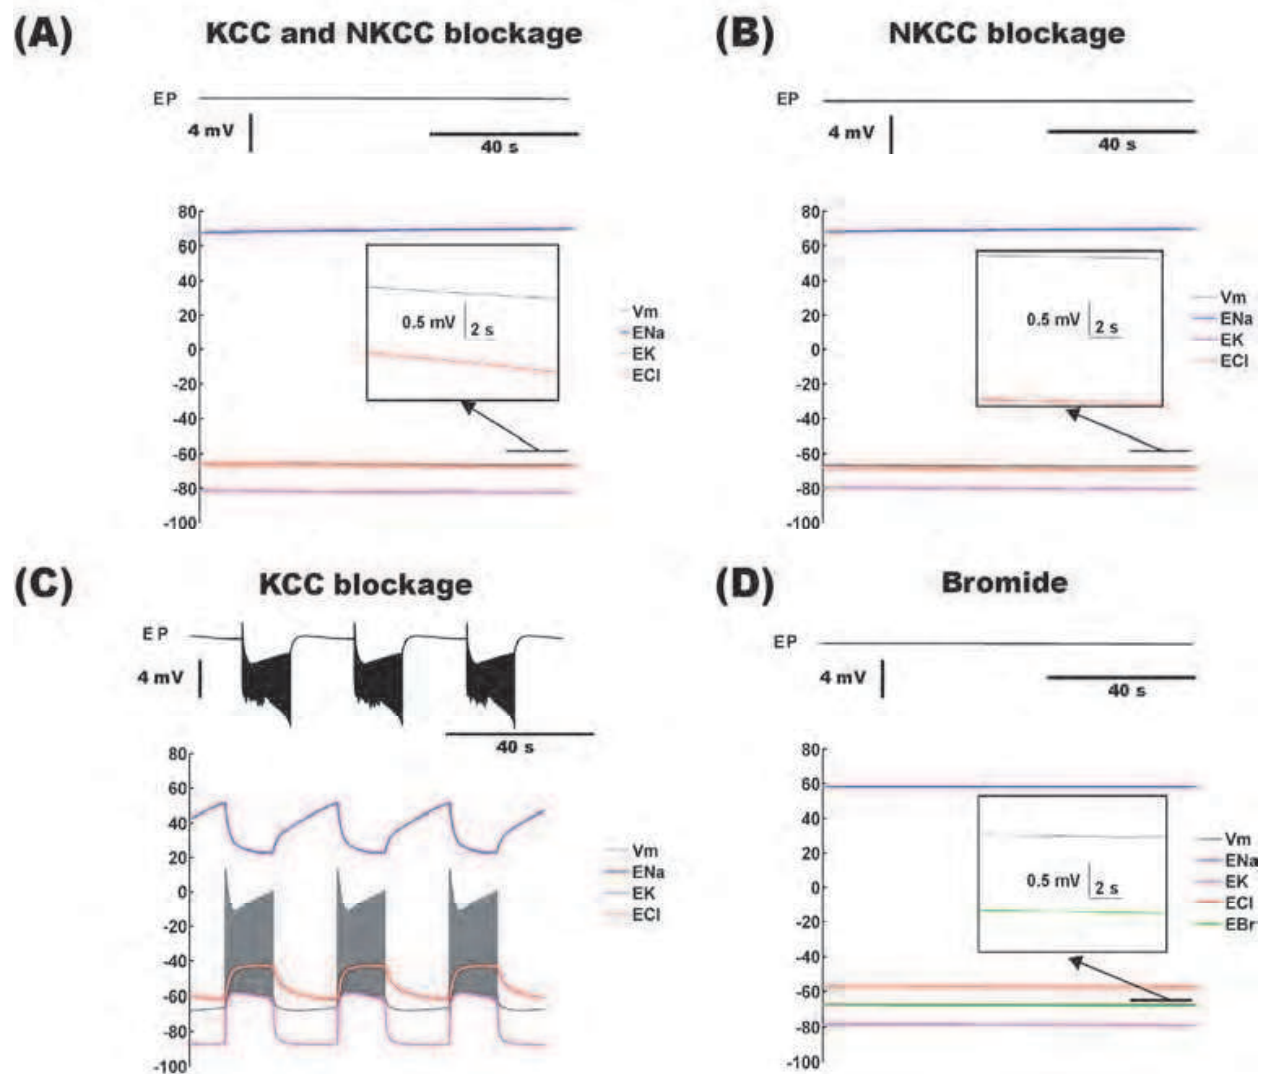 (A) KCC and NKCC blockage
EP
4 mV
40 s
80
60
40
20
0
-20
-40
-60
-80
-100
0.5 mV
2 s
Vm
ENa
EK
ECl
(B) NKCC blockage
EP
4 mV
40 s
80
60
40
20
0
-20
-40
-60
-80
-100
0.5 mV
2 s
Vm
ENa
EK
ECl
(C) KCC blockage
EP
4 mV
40 s
80
60
40
20
0
-20
-40
-60
-80
-100
Vm
ENa
EK
ECl
(D) Bromide
EP
4 mV
40 s
80
60
40
20
0
-20
-40
-60
-80
-100
0.5 mV
2 s
Vm
ENa
EK
ECl
EBr